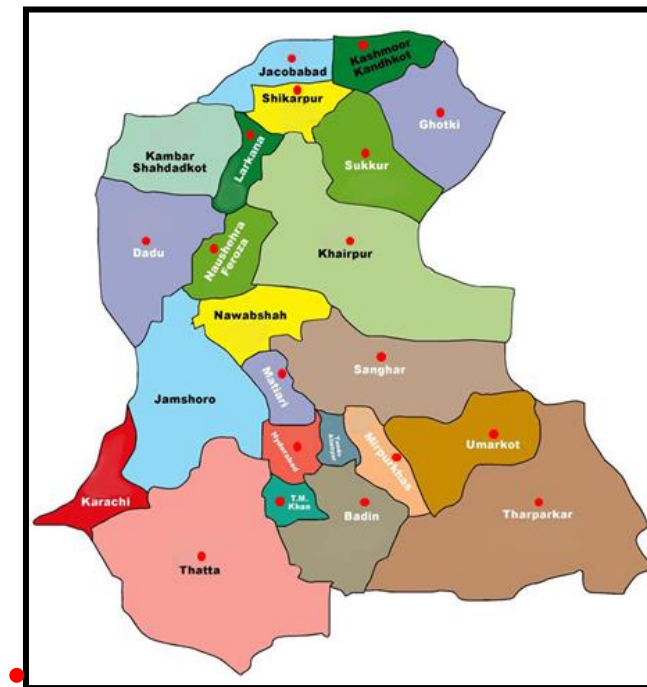 Kashmoor
Kandhkot
Jacobabad
Shikarpur
Ghotki
Larkana
Kambar
Shahdadkot
Sukkur
Naushehra
Feroza
Dadu
Khairpur
Nawabshah
Sanghar
Matiari
Jamshoro
Hyderabad
Tando
Mirpurkhas
Umarkot
Karachi
T.M.
Khan
Badin
Tharparkar
Thatta